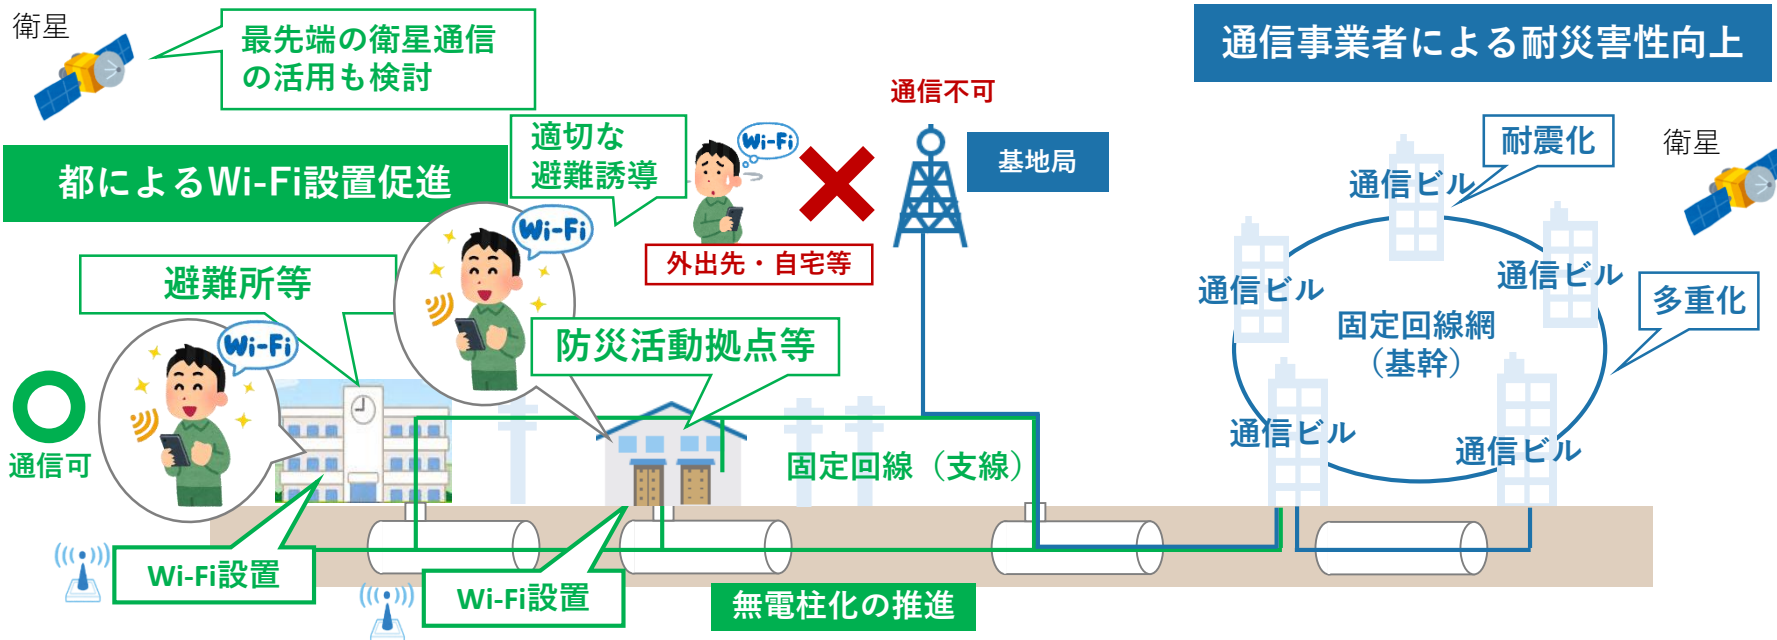 衛星
最先端の衛星通信
の活用も検討
都によるWi-Fi設置促進
適切な
避難誘導
Wi-Fi
通信不可
基地局
外出先・自宅等
Wi-Fi
避難所等
Wi-Fi
防災活動拠点等
通信可
固定回線（支線）
Wi-Fi設置
Wi-Fi設置
無電柱化の推進
通信事業者による耐災害性向上
耐震化
衛星
通信ビル
通信ビル
通信ビル
多重化
固定回線網
（基幹）
通信ビル
通信ビル